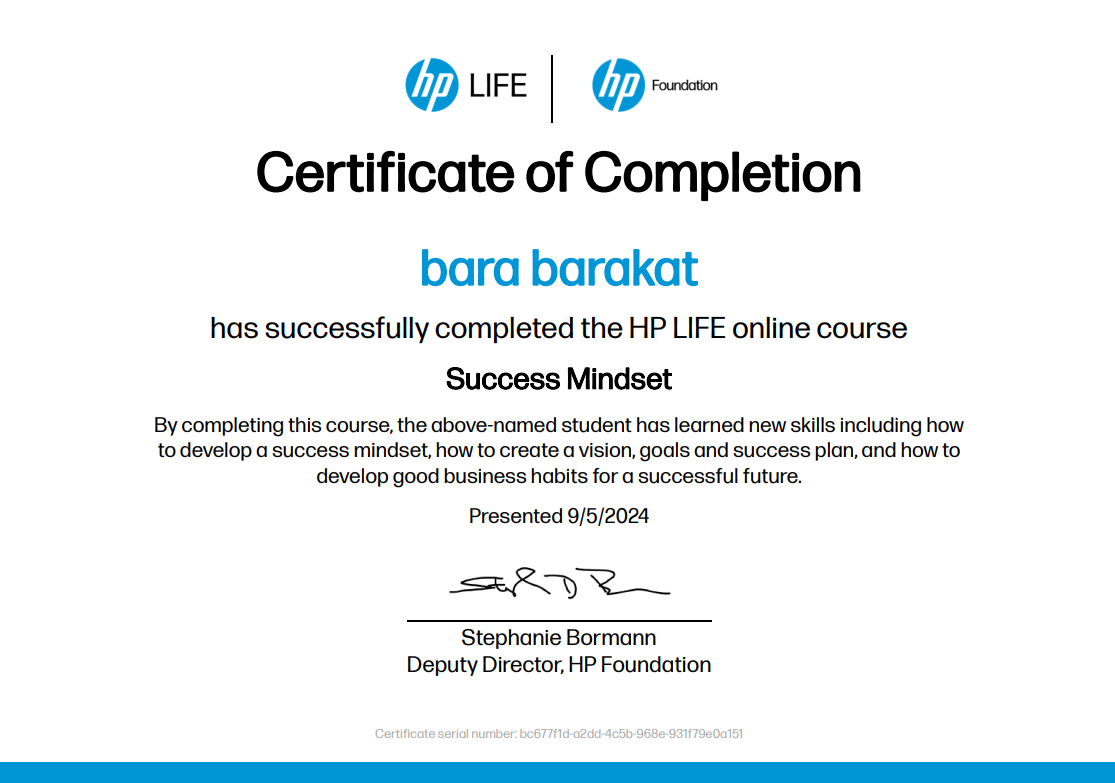 hp LIFE
hp Foundation
Certificate of Completion
bara barakat
has successfully completed the HP LIFE online course
Success Mindset
By completing this course, the above-named student has learned new skills including how
to develop a success mindset, how to create a vision, goals and success plan, and how to
develop good business habits for a successful future.
Presented 9/5/2024
Stephanie Bormann
Deputy Director, HP Foundation
Certificate serial number: bc677f1d-a2dd-4c5b-968e-931f79e0a151